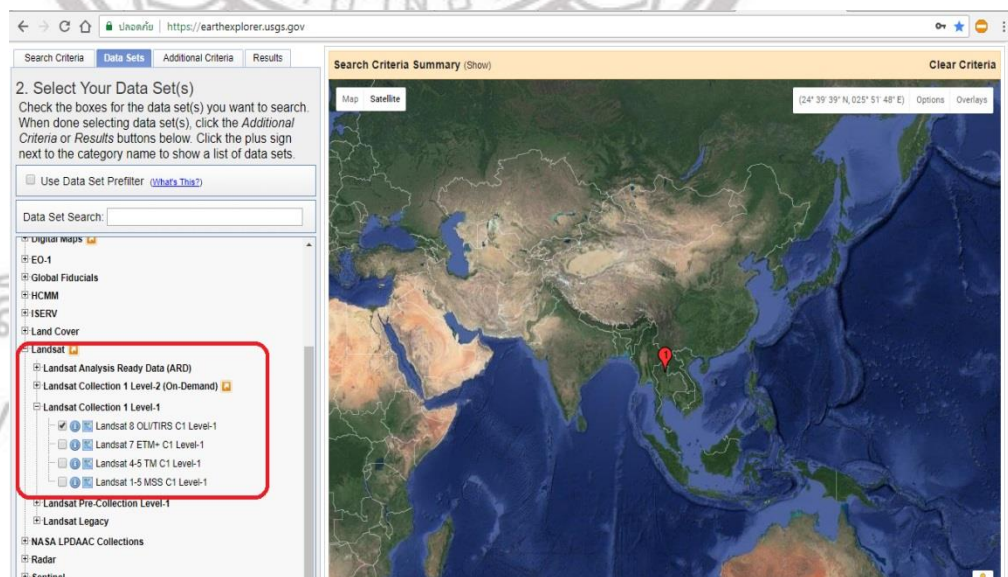 ปลอดภัย | https://earthexplorer.usgs.gov
Search Criteria Data Sets Additional Criteria Results
2. Select Your Data Set(s)
Check the boxes for the data set(s) you want to search.
When done selecting data set(s), click the Additional
Criteria or Results buttons below. Click the plus sign
next to the category name to show a list of data sets.
Use Data Set Prefilter (What's This?)
Data Set Search:
Digital Maps
EO-1
Global Fiducials
HCMM
ISERV
Land Cover
Landsat
Landsat Analysis Ready Data (ARD)
Landsat Collection 1 Level-2 (On-Demand)
Landsat Collection 1 Level-1
Landsat 8 OLI/TIRS C1 Level-1
Landsat 7 ETM+ C1 Level-1
Landsat 4-5 TM C1 Level-1
Landsat 1-5 MSS C1 Level-1
Landsat Pre-Collection Level-1
Landsat Legacy
NASA LPDAAC Collections
Radar
Sentinel
Search Criteria Summary (Show) Clear Criteria
Map Satellite (24° 39' 39" N, 025° 51' 48" E) Options Overlays
1